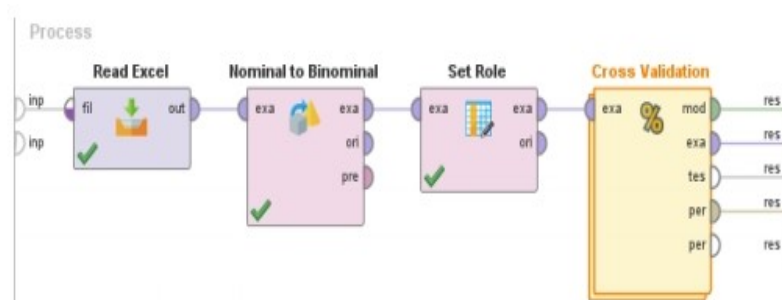 Process
Read Excel
Nominal to Binominal
Set Role
Cross Validation
inp
fil
out
exa
exa
exa
exa
exa
mod
res
inp
ori
ori
exa
res
pre
tes
res
per
res
per
res